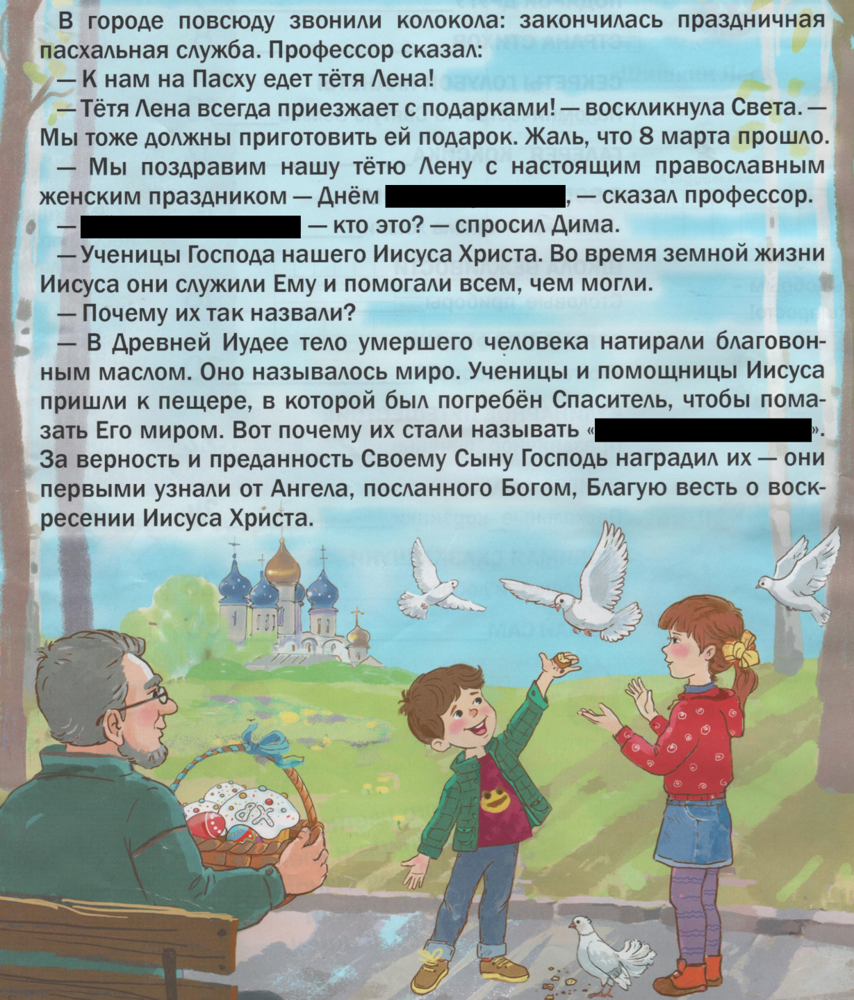 В городе повсюду звонили колокола: закончилась праздничная
пасхальная служба. Профессор сказал:
— К нам на Пасху едет тётя Лена!
— Тётя Лена всегда приезжает с подарками! — воскликнула Света. —
Мы тоже должны приготовить ей подарок. Жаль, что 8 марта прошло.
— Мы поздравим нашу тётю Лену с настоящим православным
женским праздником — Днём , — сказал профессор.
— — кто это? — спросил Дима.
— Ученицы Господа нашего Иисуса Христа. Во время земной жизни
Иисуса они служили Ему и помогали всем, чем могли.
— Почему их так назвали?
— В Древней Иудее тело умершего человека натирали благовон-
ным маслом. Оно называлось миро. Ученицы и помощницы Иисуса
пришли к пещере, в которой был погребён Спаситель, чтобы пома-
зать Его миром. Вот почему их стали называть «».
За верность и преданность Своему Сыну Господь наградил их — они
первыми узнали от Ангела, посланного Богом, Благую весть о воск-
ресении Иисуса Христа.
ХВ